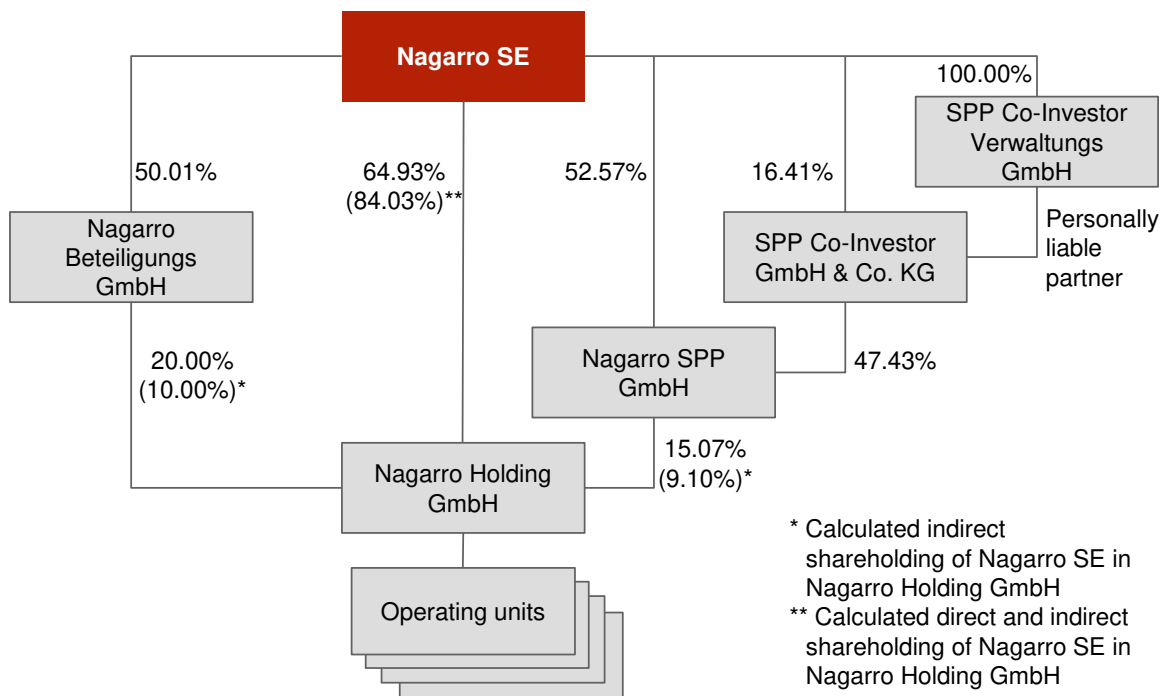 Nagarro SE
100.00%
SPP Co-Investor
Verwaltungs
GmbH
50.01%
64.93%
(84.03%)**
52.57%
16.41%
Nagarro
Beteiligungs
GmbH
SPP Co-Investor
GmbH & Co. KG
Personally
liable
partner
20.00%
(10.00%)*
Nagarro SPP
GmbH
47.43%
Nagarro Holding
GmbH
15.07%
(9.10%)*
Operating units
* Calculated indirect
shareholding of Nagarro SE in
Nagarro Holding GmbH
** Calculated direct and indirect
shareholding of Nagarro SE in
Nagarro Holding GmbH